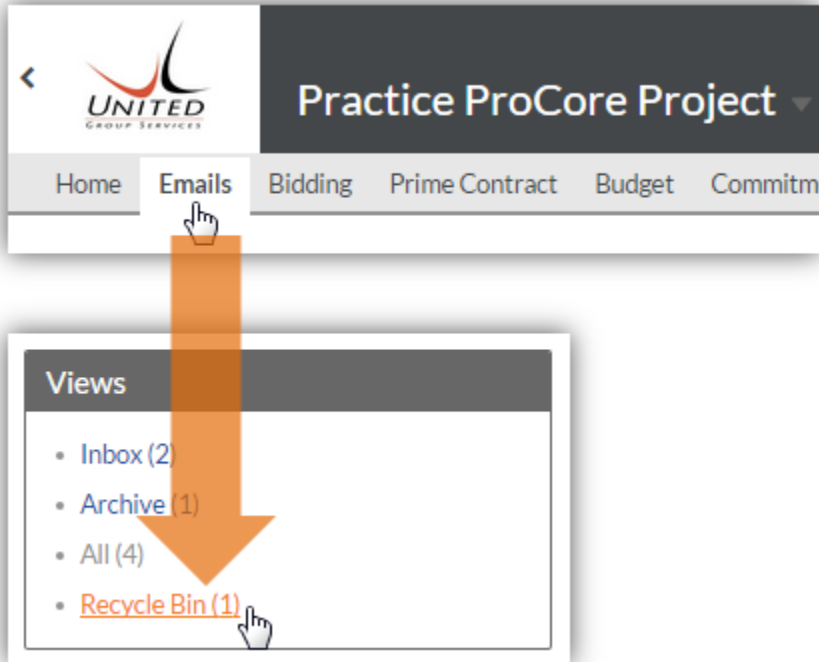 UNITED
GROUP SERVICES
Practice ProCore Project
Home Emails Bidding Prime Contract Budget Commitm
Views
Inbox (2)
Archive (1)
All (4)
Recycle Bin (1)